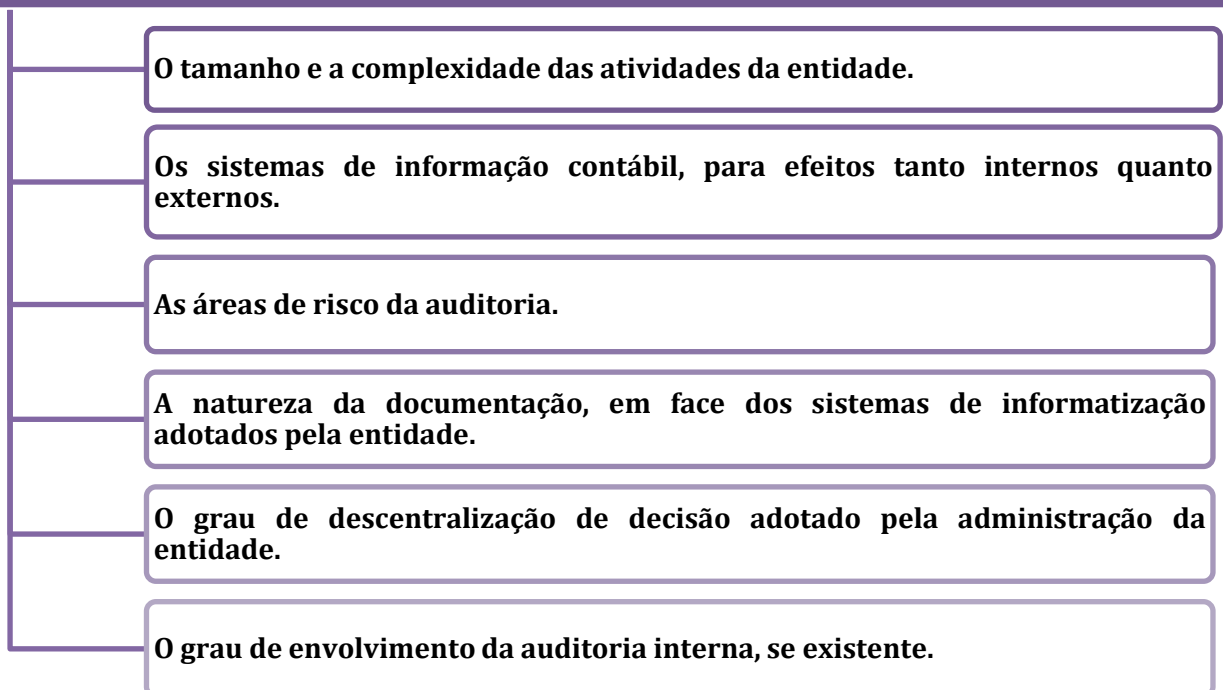 O tamanho e a complexidade das atividades da entidade.
Os sistemas de informação contábil, para efeitos tanto internos quanto
externos.
As áreas de risco da auditoria.
A natureza da documentação, em face dos sistemas de informatização
adotados pela entidade.
O grau de descentralização de decisão adotado pela administração da
entidade.
O grau de envolvimento da auditoria interna, se existente.